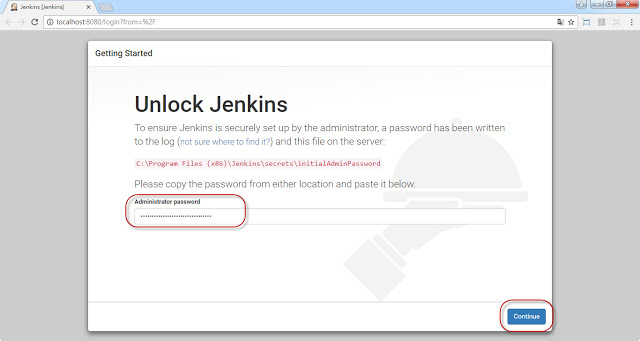 Jenkins [Jenkins]
localhost:8080/login?from=%2F
Getting Started
Unlock Jenkins
To ensure Jenkins is securely set up by the administrator, a password has been written
to the log (not sure where to find it?) and this file on the server:
C:\Program Files (x86)\Jenkins\secrets\initialAdminPassword
Please copy the password from either location and paste it below.
Administrator password
Continue